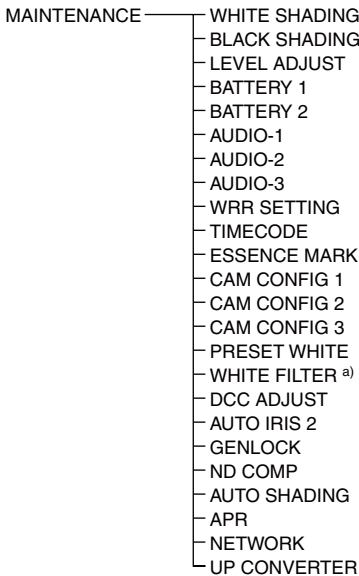 MAINTENANCE WHITE SHADING
BLACK SHADING
LEVEL ADJUST
BATTERY 1
BATTERY 2
AUDIO-1
AUDIO-2
AUDIO-3
WRR SETTING
TIMECODE
ESSENCE MARK
CAM CONFIG 1
CAM CONFIG 2
CAM CONFIG 3
PRESET WHITE
WHITE FILTER a)
DCC ADJUST
AUTO IRIS 2
GENLOCK
ND COMP
AUTO SHADING
APR
NETWORK
UP CONVERTER